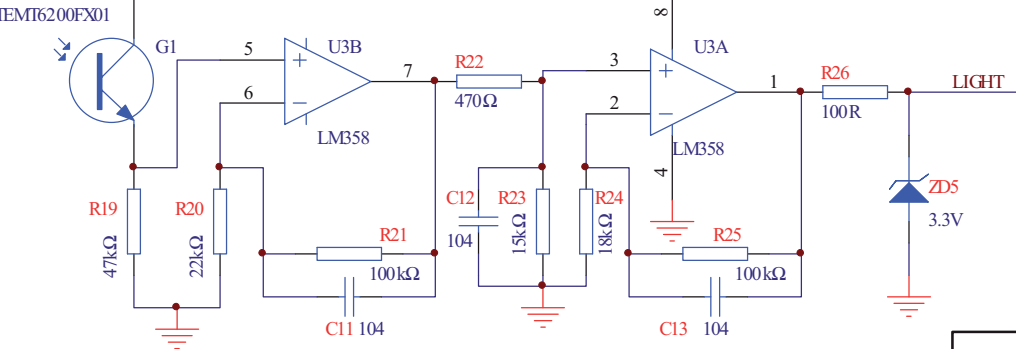 TEMT6200FX01
G1
5
6
U3B
+
−
7
LM358
R22
470Ω
8
U3A
3
2
+
−
1
LM358
4
R26
100R
LIGHT
ZD5
3.3V
R19
47kΩ
R20
22kΩ
R21
100kΩ
C11 104
C12
104
R23
15kΩ
R24
18kΩ
R25
100kΩ
C13 104